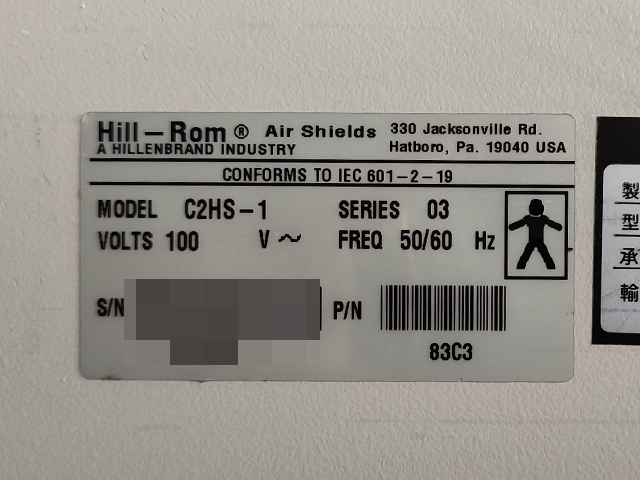 Hill-Rom® Air Shields 330 Jacksonville Rd.
A HILLENBRAND INDUSTRY Hatboro, Pa. 19040 USA
CONFORMS TO IEC 601-2-19
MODEL C2HS-1 SERIES 03
VOLTS 100 V~ FREQ 50/60 Hz
S/N P/N
83C3
製
型
承
輸